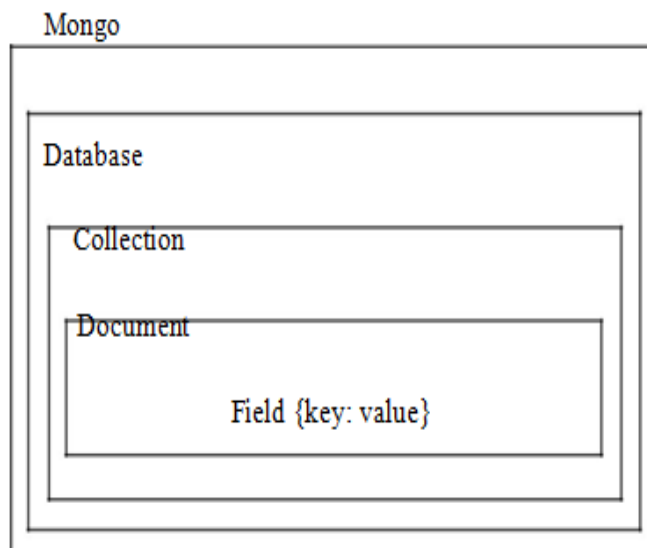 Mongo
Database
Collection
Document
Field {key: value}